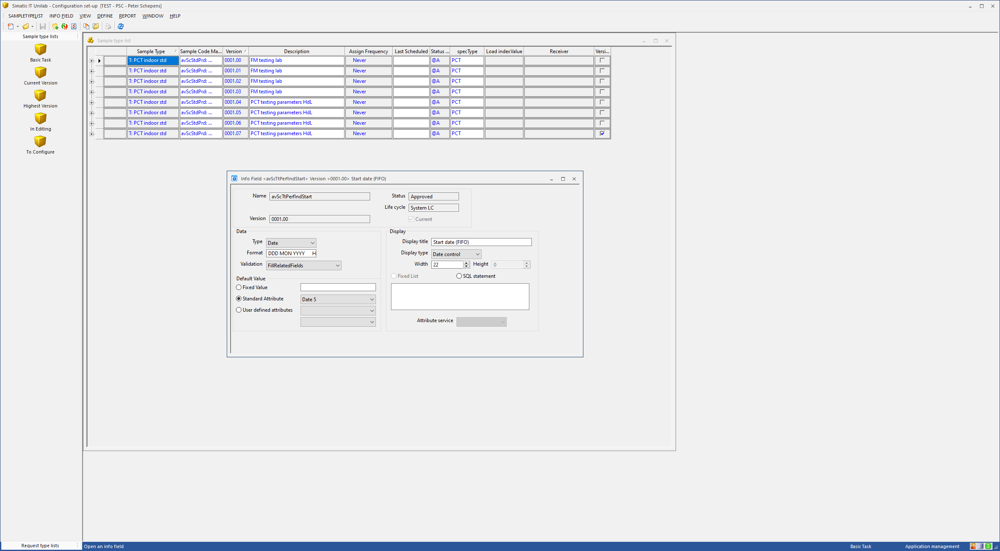 Simatic IT Unilab - Configuration set-up [TEST - PSC - Peter Schepens]
SAMPLETYPELIST INFO FIELD VIEW DEFINE REPORT WINDOW HELP
Sample type lists
Basic Task
Current Version
Highest Version
In Editing
To Configure
Sample type list
Sample Type Sample Code Ma... Version Description Assign Frequency Last Scheduled Status ... specType Load indexValue Receiver Versi...
T: PCT indoor std avScStdPrd: ... 0001.00 FM testing lab Never @A PCT
T: PCT indoor std avScStdPrd: ... 0001.01 FM testing lab Never @A PCT
T: PCT indoor std avScStdPrd: ... 0001.02 FM testing lab Never @A PCT
T: PCT indoor std avScStdPrd: ... 0001.03 FM testing lab Never @A PCT
T: PCT indoor std avScStdPrd: ... 0001.04 PCT testing parameters HdL Never @A PCT
T: PCT indoor std avScStdPrd: ... 0001.05 PCT testing parameters HdL Never @A PCT
T: PCT indoor std avScStdPrd: ... 0001.06 PCT testing parameters HdL Never @A PCT
T: PCT indoor std avScStdPrd: ... 0001.07 PCT testing parameters HdL Never @A PCT
Info Field <avScTtPerfIndStart> Version <0001.00> Start date (FIFO)
Name avScTtPerfIndStart Status Approved
Life cycle System LC
Version 0001.00 Current
Data
Type Date
Format DDD MON YYYY H
Validation FillRelatedFields
Default Value
Fixed Value
Standard Attribute Date 5
User defined attributes
Display
Display title Start date (FIFO)
Display type Date control
Width 22 Height 0
Fixed List SQL statement
Attribute service
Request type lists
Open an info field Basic Task Application management